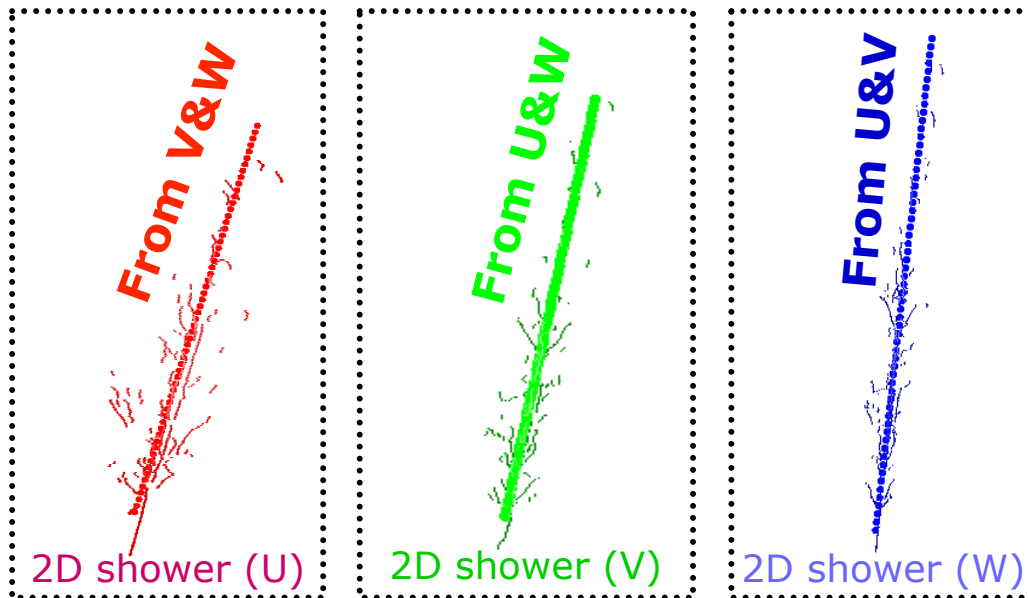 From V&W
2D shower (U)
From U&W
2D shower (V)
From U&V
2D shower (W)